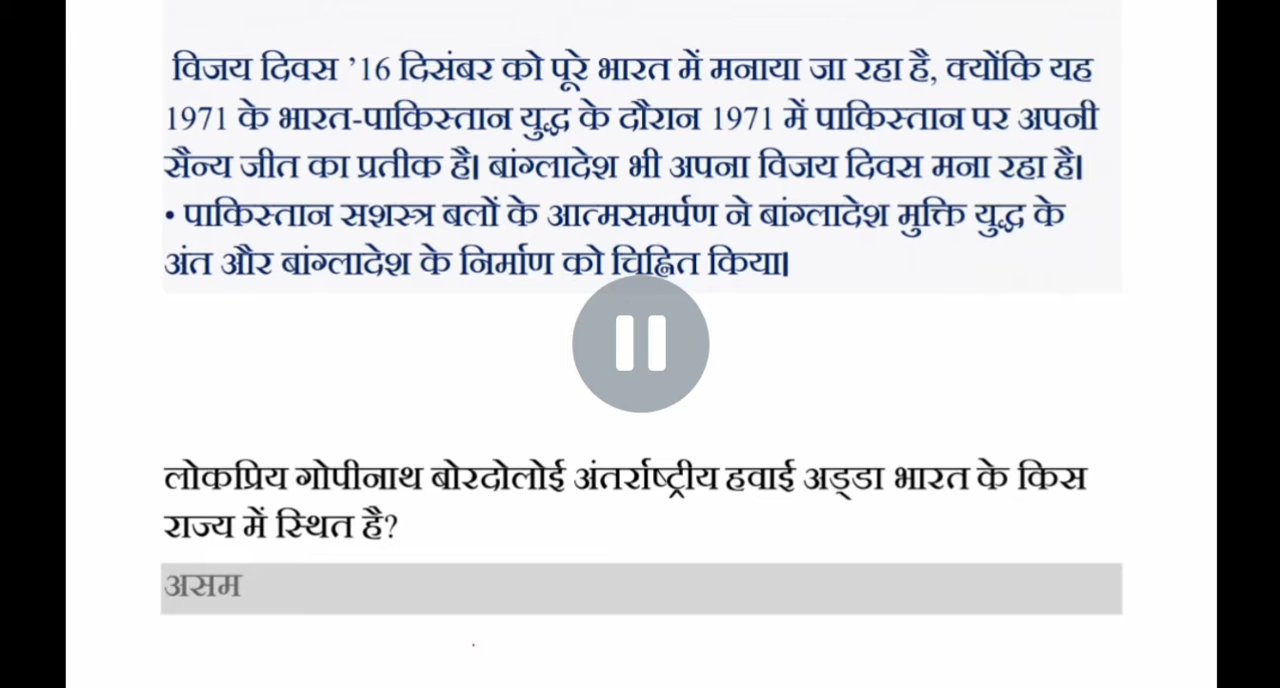 विजय दिवस ’16 दिसंबर को पूरे भारत में मनाया जा रहा है, क्योंकि यह
1971 के भारत-पाकिस्तान युद्ध के दौरान 1971 में पाकिस्तान पर अपनी
सैन्य जीत का प्रतीक है। बांग्लादेश भी अपना विजय दिवस मना रहा है।
• पाकिस्तान सशस्त्र बलों के आत्मसमर्पण ने बांग्लादेश मुक्ति युद्ध के
अंत और बांग्लादेश के निर्माण को चिह्नित किया।
लोकप्रिय गोपीनाथ बोरदोलोई अंतर्राष्ट्रीय हवाई अड्डा भारत के किस
राज्य में स्थित है?
असम